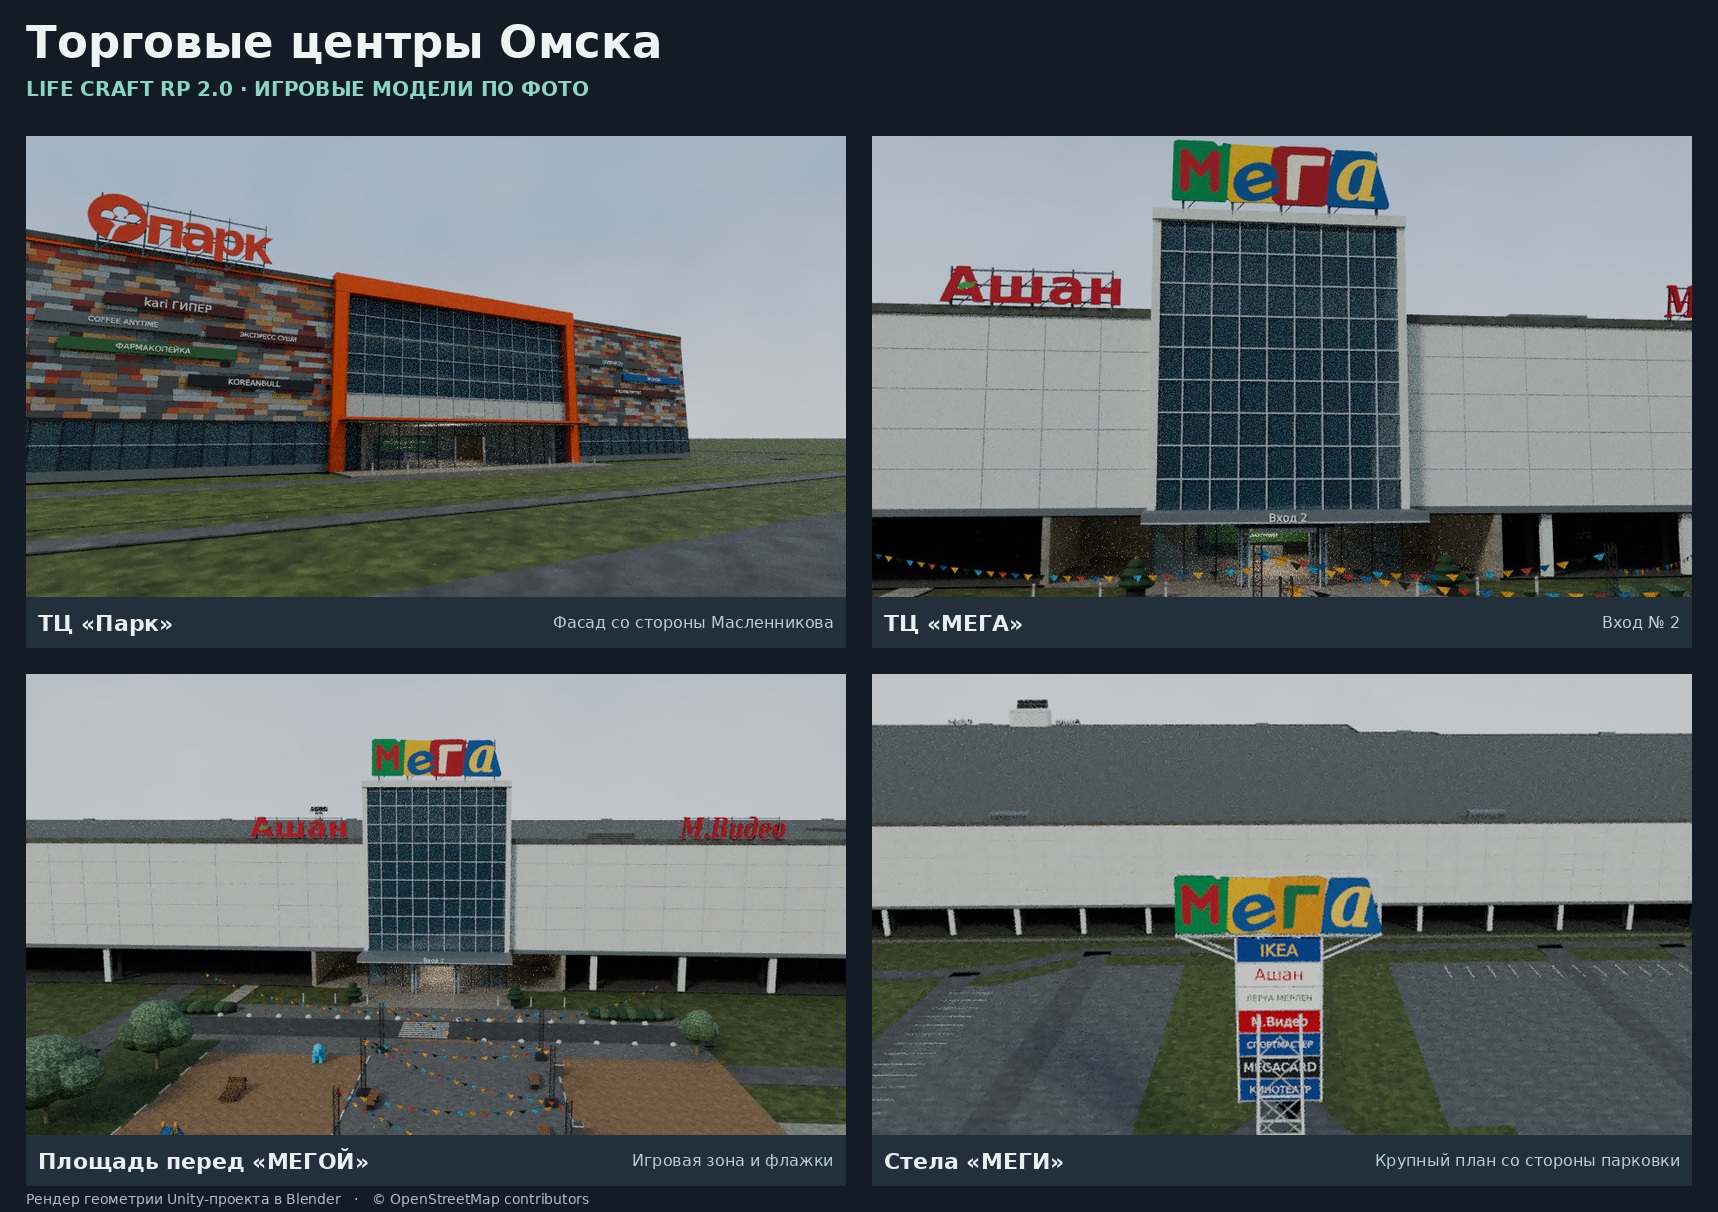 Торговые центры Омска
LIFE CRAFT RP 2.0 · ИГРОВЫЕ МОДЕЛИ ПО ФОТО
парк
kari ГИПЕР
COFFEE ANYTIME
ЭКСПРЕСС СУШИ
ФАРМАКОПЕЙКА
KOREANBULL
ТЦ «Парк»
Фасад со стороны Масленникова
Мега
Ашан
М
Вход 2
ТЦ «МЕГА»
Вход № 2
Мега
Ашан
М.Видео
Вход 2
Площадь перед «МЕГОЙ»
Игровая зона и флажки
Мега
IKEA
Ашан
ЛЕРУА МЕРЛЕН
М.Видео
СПОРТМАСТЕР
MEGACARD
КИНОТЕАТР
Стела «МЕГИ»
Крупный план со стороны парковки
Рендер геометрии Unity-проекта в Blender · © OpenStreetMap contributors